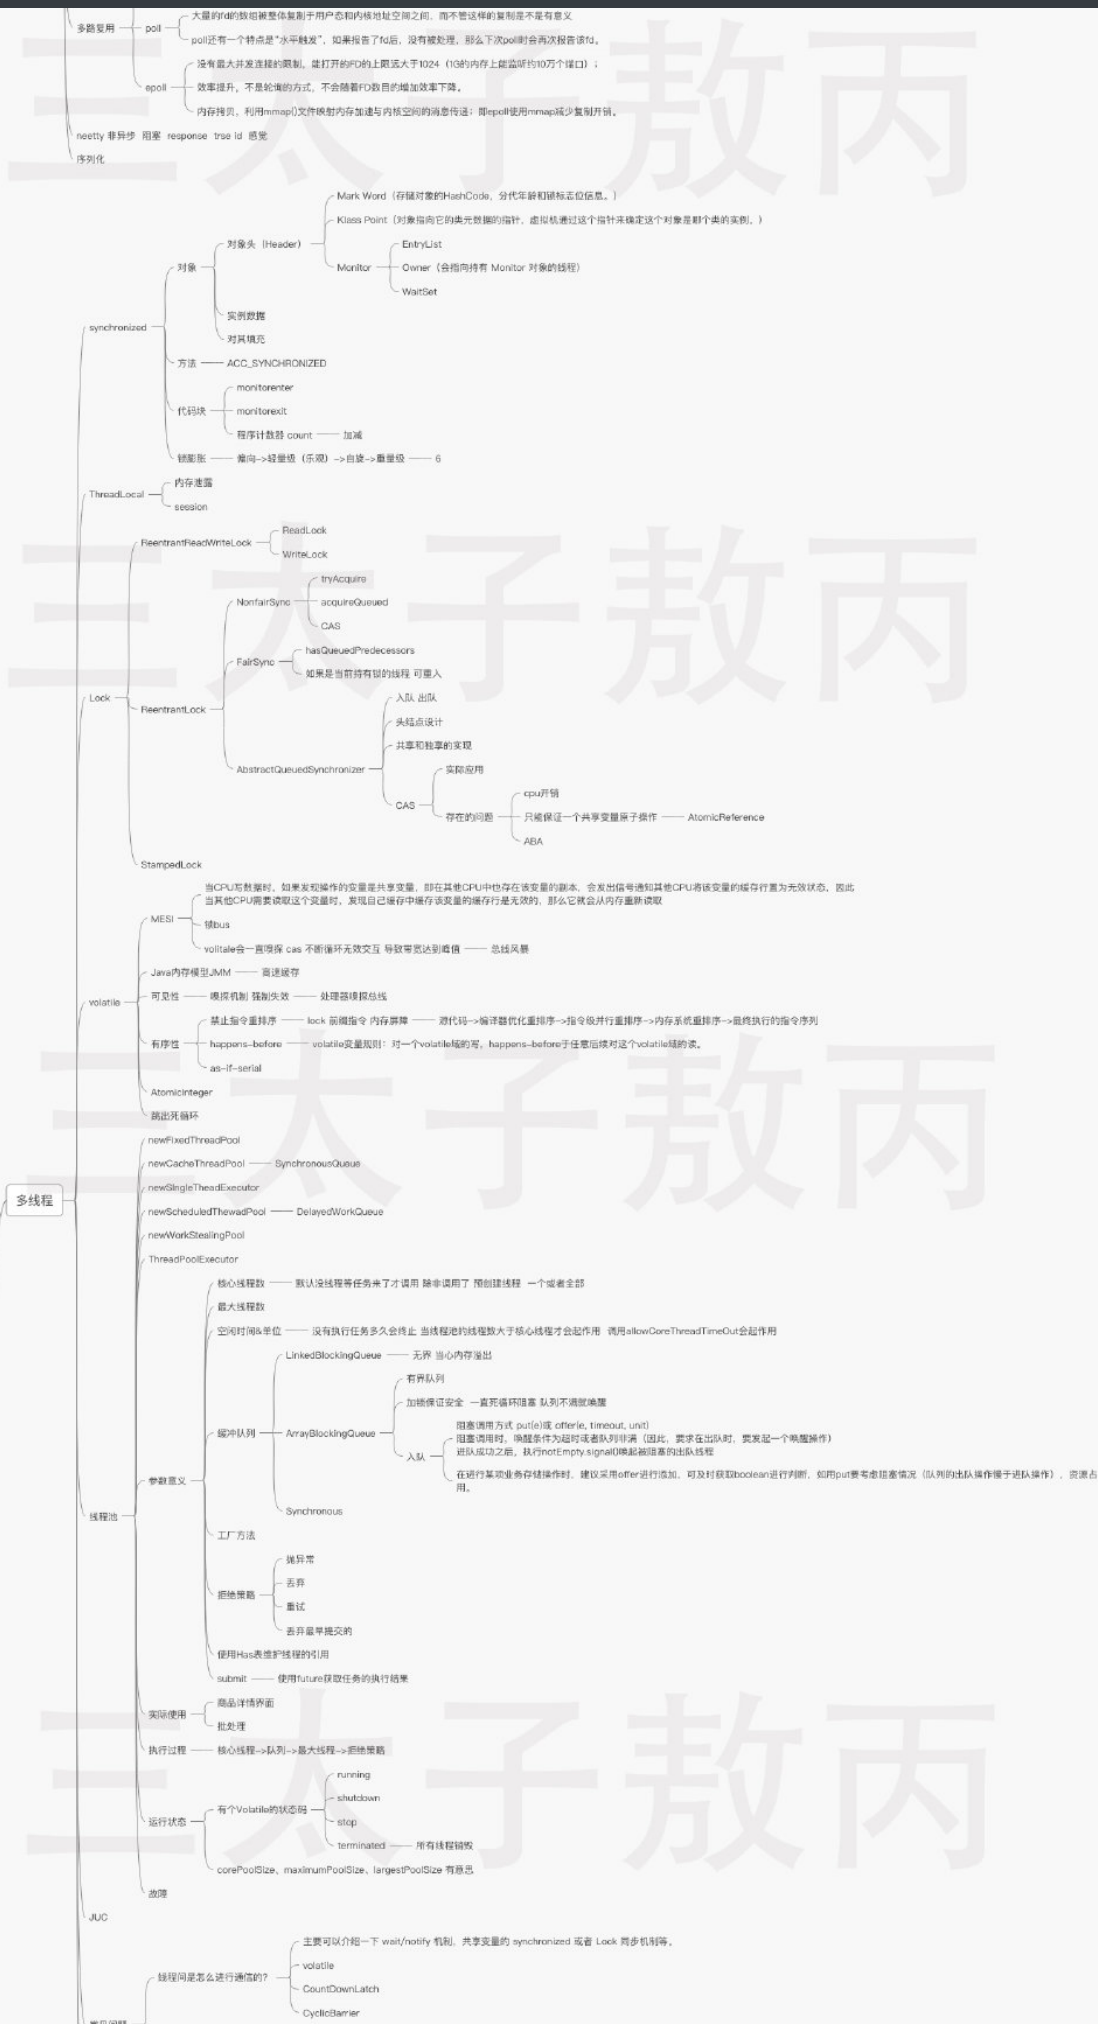 大量的fd的数组被整体复制于用户态和内核地址空间之间，而不管这样的复制是不是有意义
多路复用
poll
poll还有一个特点是“水平触发”，如果报告了fd后，没有被处理，那么下次poll时会再次报告该fd。
没有最大并发连接的限制，能打开的FD的上限远大于1024（1G的内存上能监听约10万个端口）；
epoll
效率提升，不是轮询的方式，不会随着FD数目的增加效率下降。
内存拷贝，利用mmap()文件映射内存加速与内核空间的消息传递；即epoll使用mmap减少复制开销。
neetty 非异步 阻塞 response trse id 感觉
序列化
Mark Word（存储对象的HashCode，分代年龄和锁标志位信息。）
Klass Point（对象指向它的类元数据的指针，虚拟机通过这个指针来确定这个对象是哪个类的实例。）
对象头（Header）
EntryList
对象
Monitor
Owner（会指向持有 Monitor 对象的线程）
WaitSet
实例数据
synchronized
对其填充
方法
ACC_SYNCHRONIZED
monitorenter
代码块
monitorexit
程序计数器 count
加减
锁膨胀
偏向->轻量级（乐观）->自旋->重量级
6
内存泄露
ThreadLocal
session
ReadLock
ReentrantReadWriteLock
WriteLock
tryAcquire
NonfairSync
acquireQueued
CAS
hasQueuedPredecessors
FairSync
如果是当前持有锁的线程 可重入
Lock
入队 出队
ReentrantLock
头结点设计
共享和独享的实现
AbstractQueuedSynchronizer
实际应用
cpu开销
CAS
存在的问题
只能保证一个共享变量原子操作
AtomicReference
ABA
StampedLock
当CPU写数据时，如果发现操作的变量是共享变量，即在其他CPU中也存在该变量的副本，会发出信号通知其他CPU将该变量的缓存行置为无效状态，因此
当其他CPU需要读取这个变量时，发现自己缓存中缓存该变量的缓存行是无效的，那么它就会从内存重新读取
MESI
锁bus
volitale会一直嗅探 cas 不断循环无效交互 导致带宽达到峰值
总线风暴
Java内存模型JMM
高速缓存
volatile
可见性
嗅探机制 强制失效
处理器嗅探总线
禁止指令重排序
lock 前缀指令 内存屏障
源代码->编译器优化重排序->指令级并行重排序->内存系统重排序->最终执行的指令序列
有序性
happens-before
volatile变量规则：对一个volatile域的写，happens-before于任意后续对这个volatile域的读。
as-if-serial
AtomicInteger
跳出死循环
多线程
newFixedThreadPool
newCacheThreadPool
SynchronousQueue
newSIngleTheadExecutor
newScheduledThewadPool
DelayedWorkQueue
newWorkStealingPool
ThreadPoolExecutor
核心线程数
默认没线程等任务来了才调用 除非调用了 预创建线程 一个或者全部
最大线程数
空闲时间&单位
没有执行任务多久会终止 当线程池的线程数大于核心线程才会起作用 调用allowCoreThreadTimeOut会起作用
LinkedBlockingQueue
无界 当心内存溢出
有界队列
加锁保证安全 一直死循环阻塞 队列不满就唤醒
缓冲队列
ArrayBlockingQueue
阻塞调用方式 put(e)或 offer(e, timeout, unit)
阻塞调用时，唤醒条件为超时或者队列非满（因此，要求在出队时，要发起一个唤醒操作）
进队成功之后，执行notEmpty.signal()唤起被阻塞的出队线程
入队
在进行某项业务存储操作时，建议采用offer进行添加，可及时获取boolean进行判断，如用put要考虑阻塞情况（队列的出队操作慢于进队操作），资源占
用。
参数意义
Synchronous
线程池
工厂方法
抛异常
丢弃
拒绝策略
重试
丢弃最早提交的
使用Has表维护线程的引用
submit
使用future获取任务的执行结果
商品详情界面
实际使用
批处理
执行过程
核心线程->队列->最大线程->拒绝策略
running
shutdown
有个Volatile的状态码
运行状态
stop
terminated
所有线程销毁
corePoolSize、maximumPoolSize、largestPoolSize 有意思
故障
JUC
主要可以介绍一下 wait/notify 机制，共享变量的 synchronized 或者 Lock 同步机制等。
volatile
线程间是怎么进行通信的？
CountDownLatch
CyclicBarrier
三太子敖丙
三太子敖丙
三太子敖丙
三太子敖丙